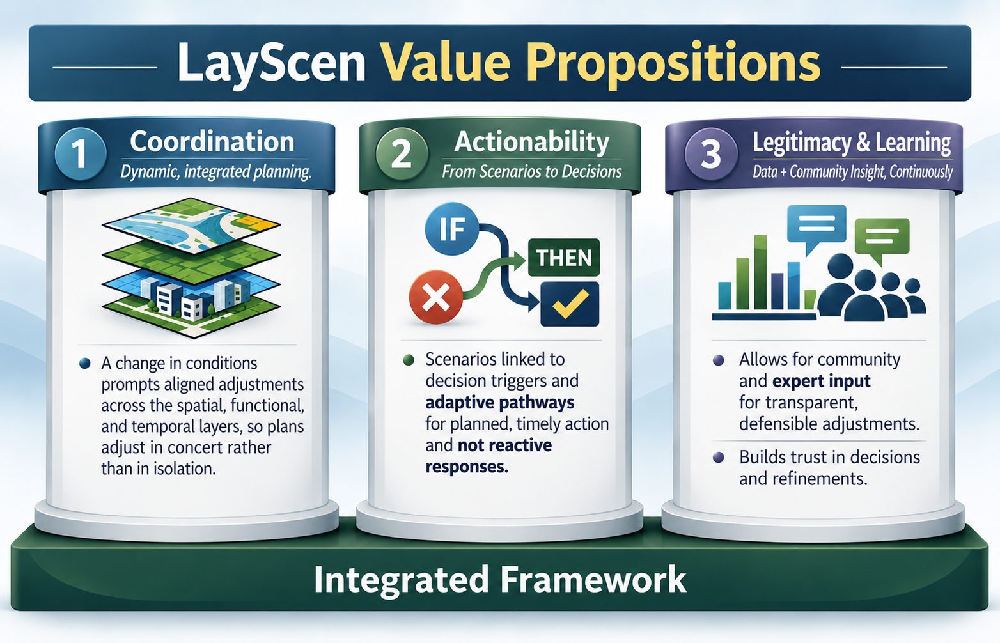 LayScen Value Propositions
1
Coordination
Dynamic, integrated planning.
A change in conditions
prompts aligned adjustments
across the spatial, functional,
and temporal layers, so plans
adjust in concert rather
than in isolation.
2
Actionability
From Scenarios to Decisions
IF
THEN
Scenarios linked to
decision triggers and
adaptive pathways
for planned, timely action
and not reactive
responses.
3
Legitimacy & Learning
Data + Community Insight, Continuously
Allows for community
and expert input
for transparent,
defensible adjustments.
Builds trust in decisions
and refinements.
Integrated Framework